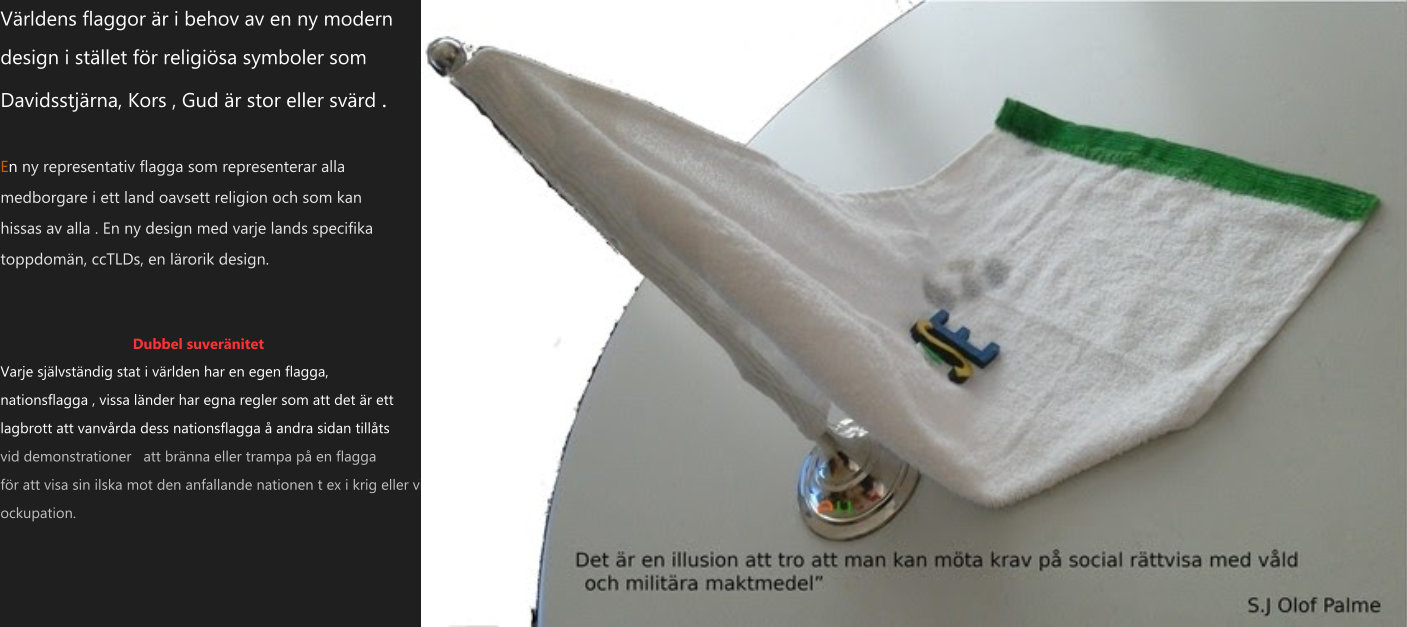 Världens flaggor är i behov av en ny modern
design i stället för religiösa symboler som
Davidsstjärna, Kors , Gud är stor eller svärd .
En ny representativ flagga som representerar alla
medborgare i ett land oavsett religion och som kan
hissas av alla . En ny design med varje lands specifika
toppdomän, ccTLDs, en lärorik design.
Dubbel suveränitet
Varje självständig stat i världen har en egen flagga,
nationsflagga , vissa länder har egna regler som att det är ett
lagbrott att vanvårda dess nationsflagga å andra sidan tillåts
vid demonstrationer att bränna eller trampa på en flagga
för att visa sin ilska mot den anfallande nationen t ex i krig eller v
ockupation.
SE
eu
Det är en illusion att tro att man kan möta krav på social rättvisa med våld
och militära maktmedel”
S.J Olof Palme